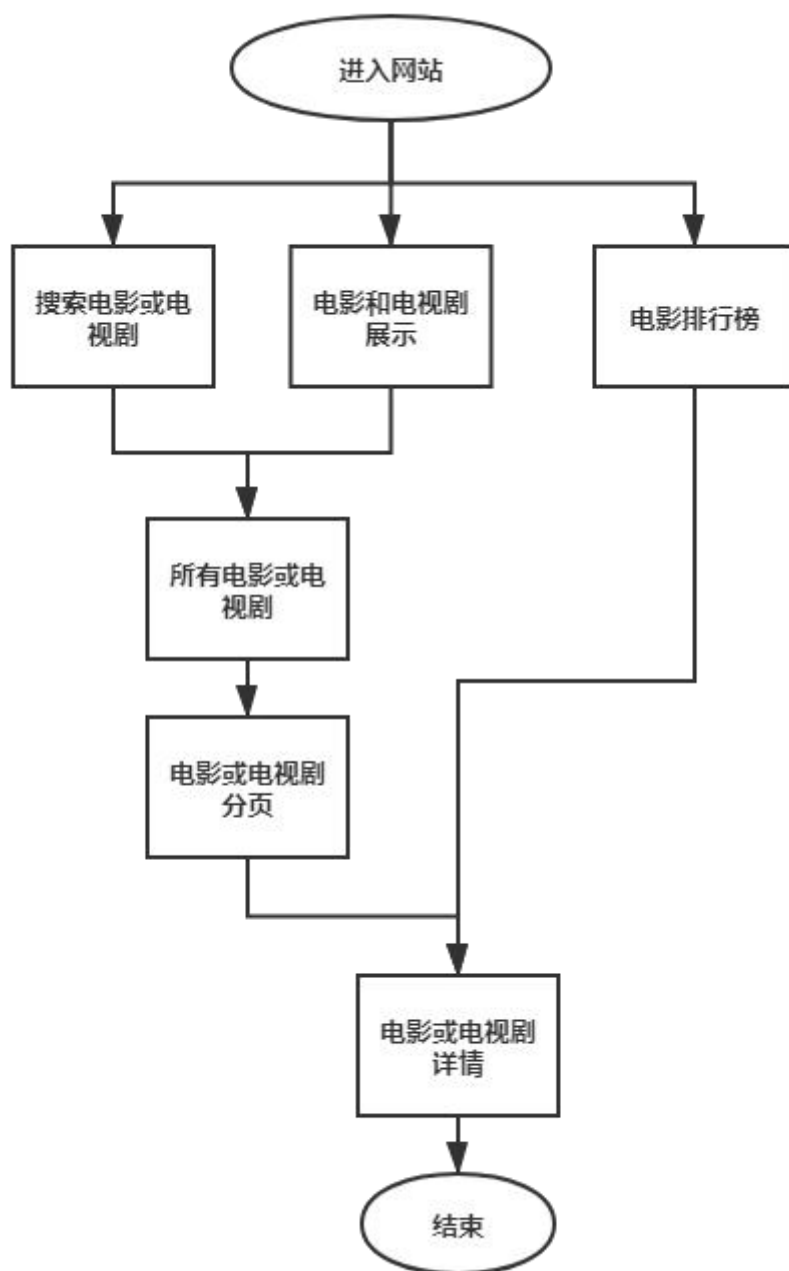 进入网站
搜索电影或电
视剧
电影和电视剧
展示
电影排行榜
所有电影或电
视剧
电影或电视剧
分页
电影或电视剧
详情
结束